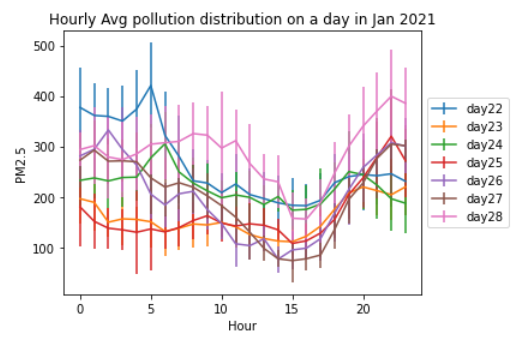 Hourly Avg pollution distribution on a day in Jan 2021
500
400
300
200
100
PM2.5
0
5
10
15
20
Hour
day22
day23
day24
day25
day26
day27
day28